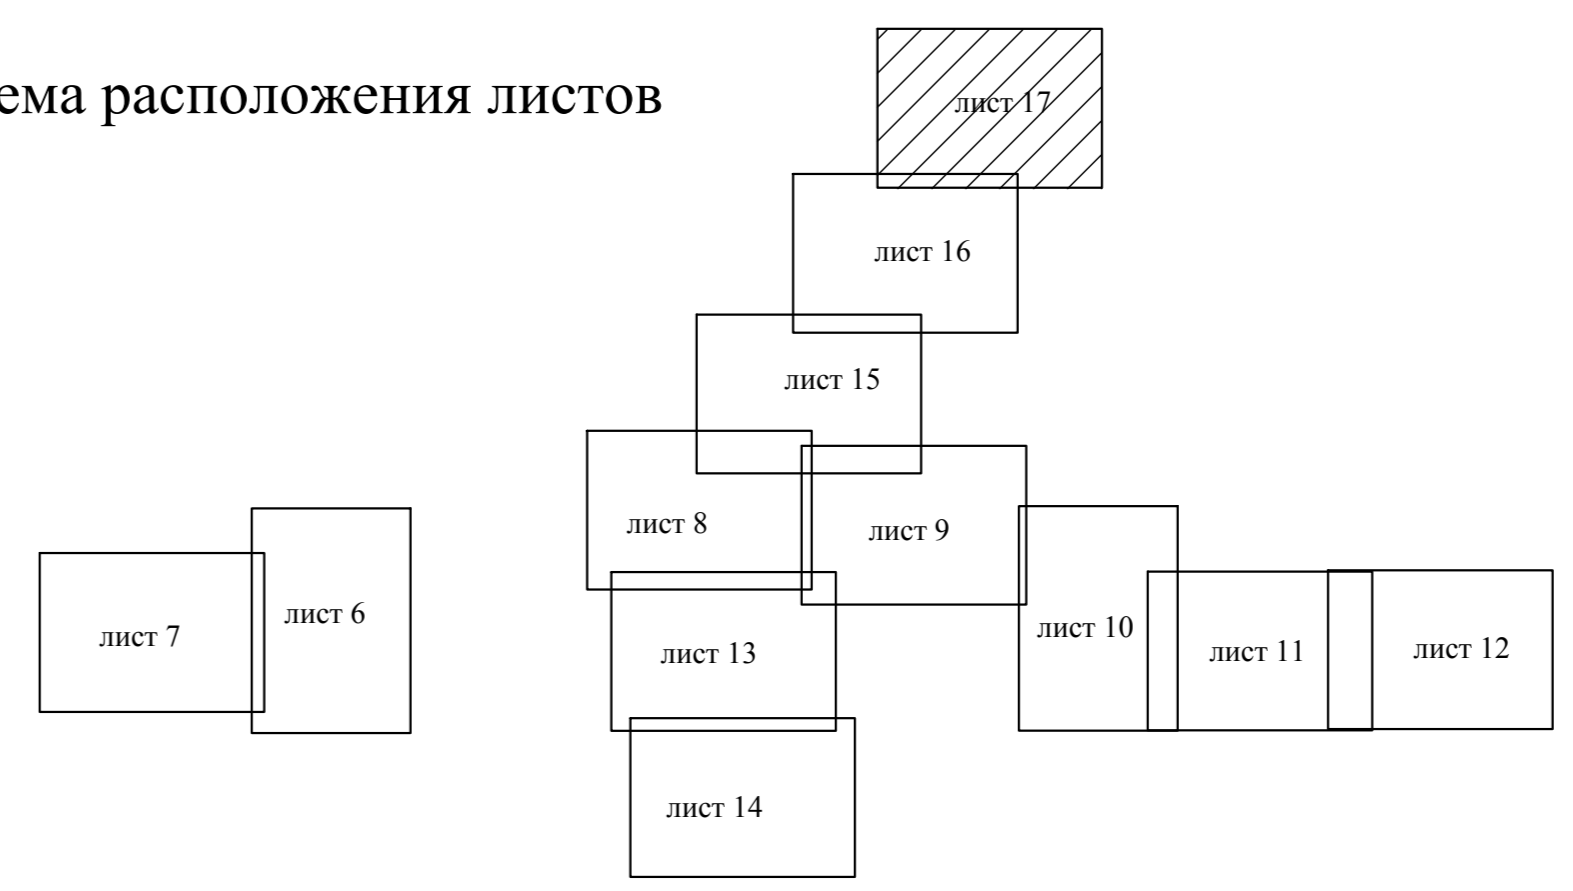 ема расположения листов
лист 17
лист 16
лист 15
лист 8
лист 9
лист 7
лист 6
лист 13
лист 10
лист 11
лист 12
лист 14